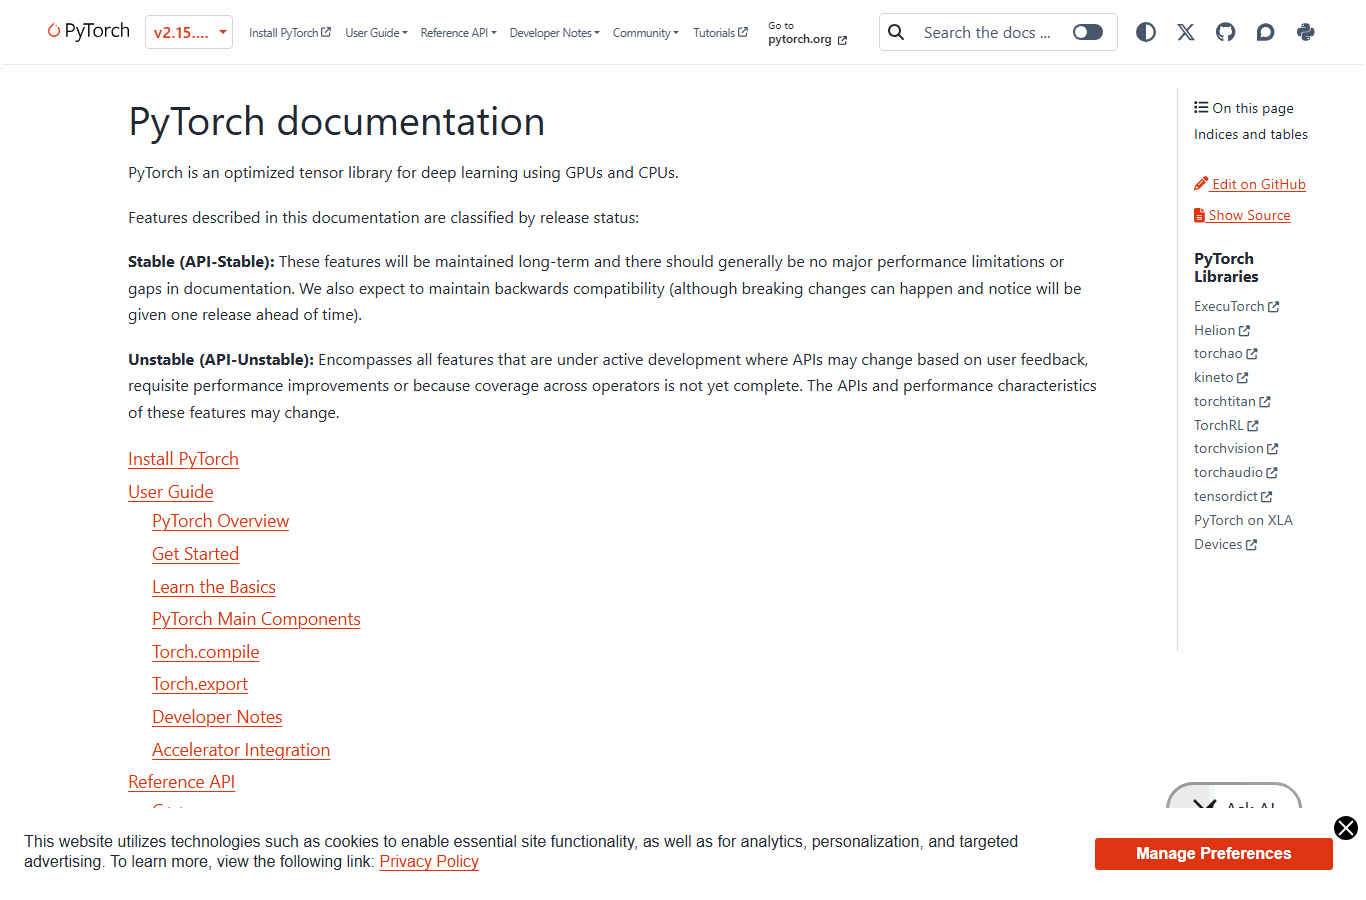 PyTorch
v2.15....
Install PyTorch
User Guide
Reference API
Developer Notes
Community
Tutorials
Go to
pytorch.org
Search the docs ...
PyTorch documentation
PyTorch is an optimized tensor library for deep learning using GPUs and CPUs.
Features described in this documentation are classified by release status:
Stable (API-Stable): These features will be maintained long-term and there should generally be no major performance limitations or
gaps in documentation. We also expect to maintain backwards compatibility (although breaking changes can happen and notice will be
given one release ahead of time).
Unstable (API-Unstable): Encompasses all features that are under active development where APIs may change based on user feedback,
requisite performance improvements or because coverage across operators is not yet complete. The APIs and performance characteristics
of these features may change.
Install PyTorch
User Guide
PyTorch Overview
Get Started
Learn the Basics
PyTorch Main Components
Torch.compile
Torch.export
Developer Notes
Accelerator Integration
Reference API
On this page
Indices and tables
Edit on GitHub
Show Source
PyTorch
Libraries
ExecuTorch
Helion
torchao
kineto
torchtitan
TorchRL
torchvision
torchaudio
tensordict
PyTorch on XLA
Devices
Ask AI
This website utilizes technologies such as cookies to enable essential site functionality, as well as for analytics, personalization, and targeted
advertising. To learn more, view the following link: Privacy Policy
Manage Preferences